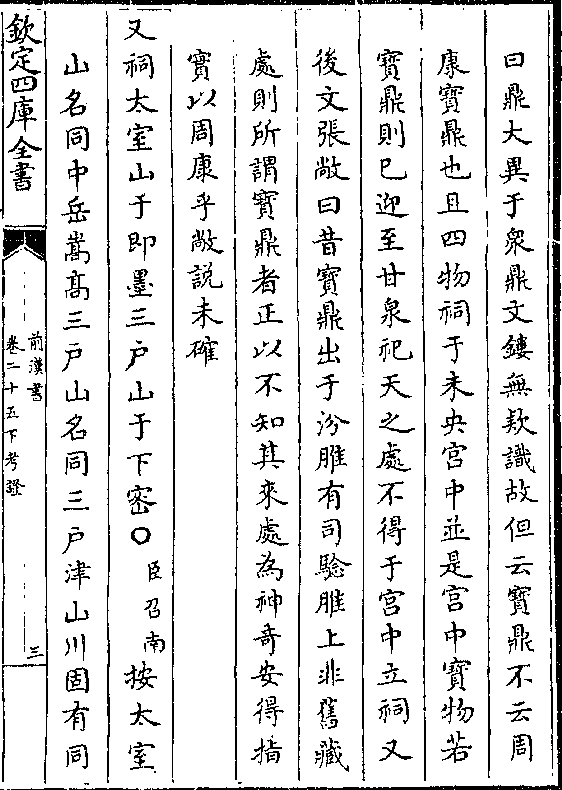 曰鼎大異于衆鼎文鏤無欵識故但云寶鼎不云周
康寶鼎也且四物祠于未央宫中並是宫中寶物若
寶鼎則已迎至甘泉祀天之處不得于宫中立祠又
後文張敞曰昔寶鼎出于汾脽有司驗脽上非舊藏
處則所謂寶鼎者正以不知其來處為神奇安得指
實以周康乎敞説未確
又祠太室山于即墨三户山于下密〇臣召南按太室
山名同中岳嵩高三戸山名同三戸津山川固有同
欽定四庫全書
前漢書
卷二十五下考證
三